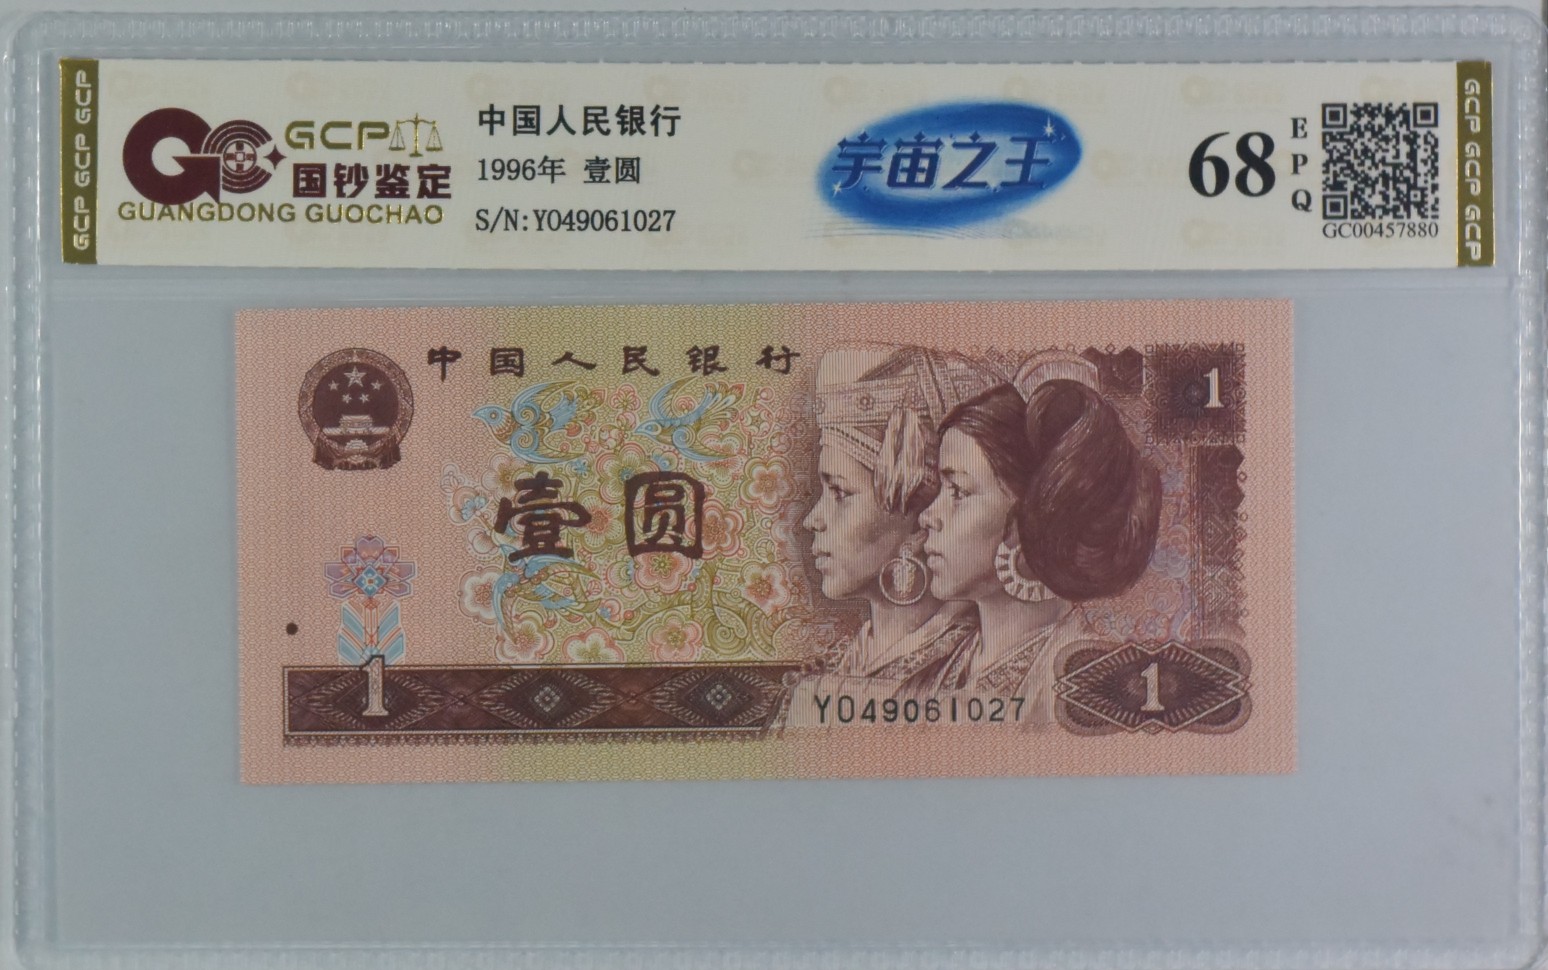 GCP GCP GCP
GCP
国钞鉴定
GUANGDONG GUOCHAO
中国人民银行
1996年 壹圆
S/N:YO49061027
宇宙之王
68
E
P
Q
GC00457880
GCP GCP GCP
中国人民银行
1
壹圆
1
YO49061027
1